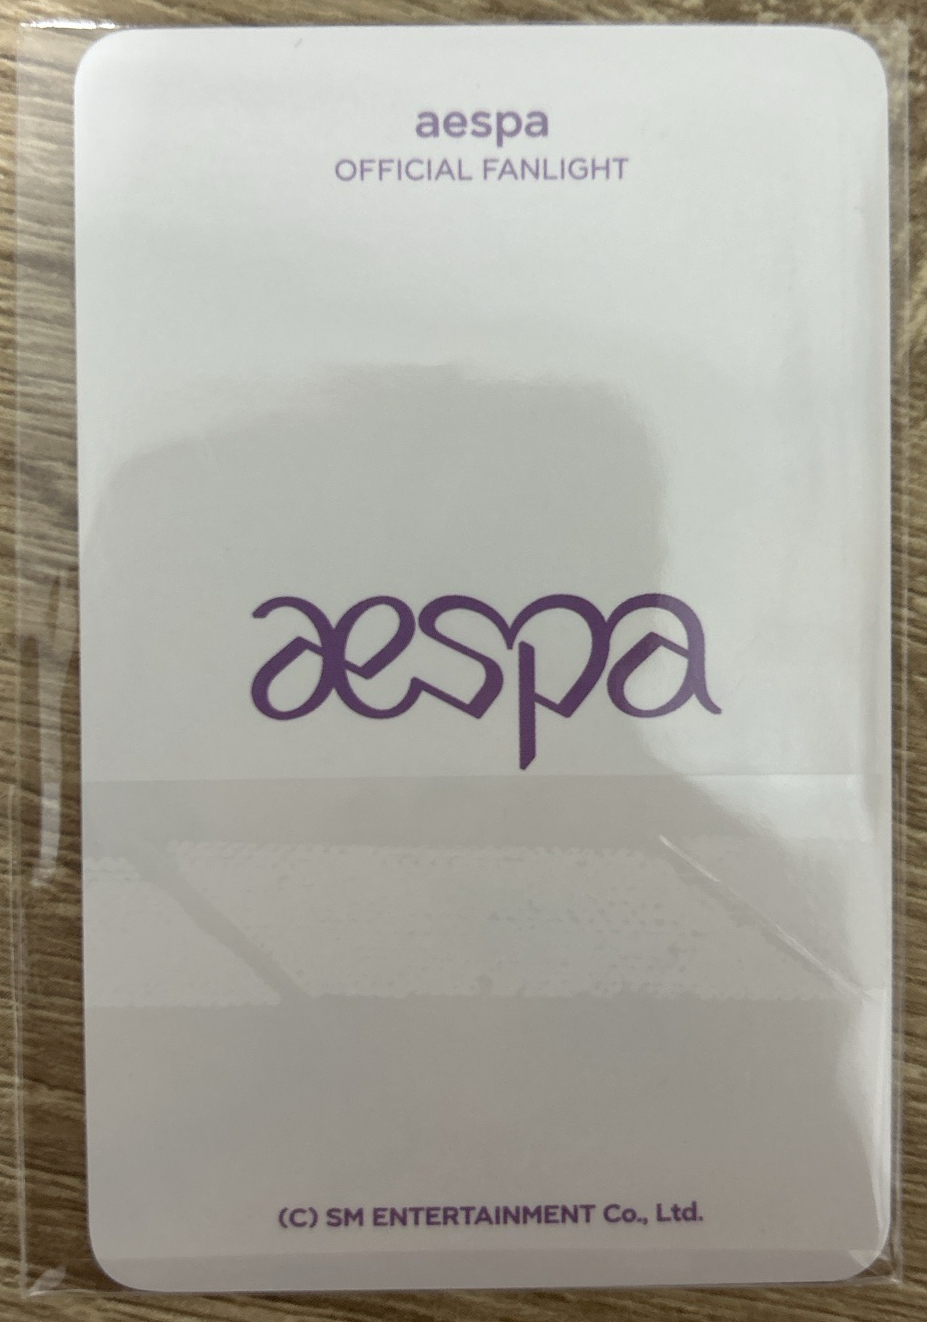 aespa
OFFICIAL FANLIGHT
aespa
(C) SM ENTERTAINMENT Co., Ltd.